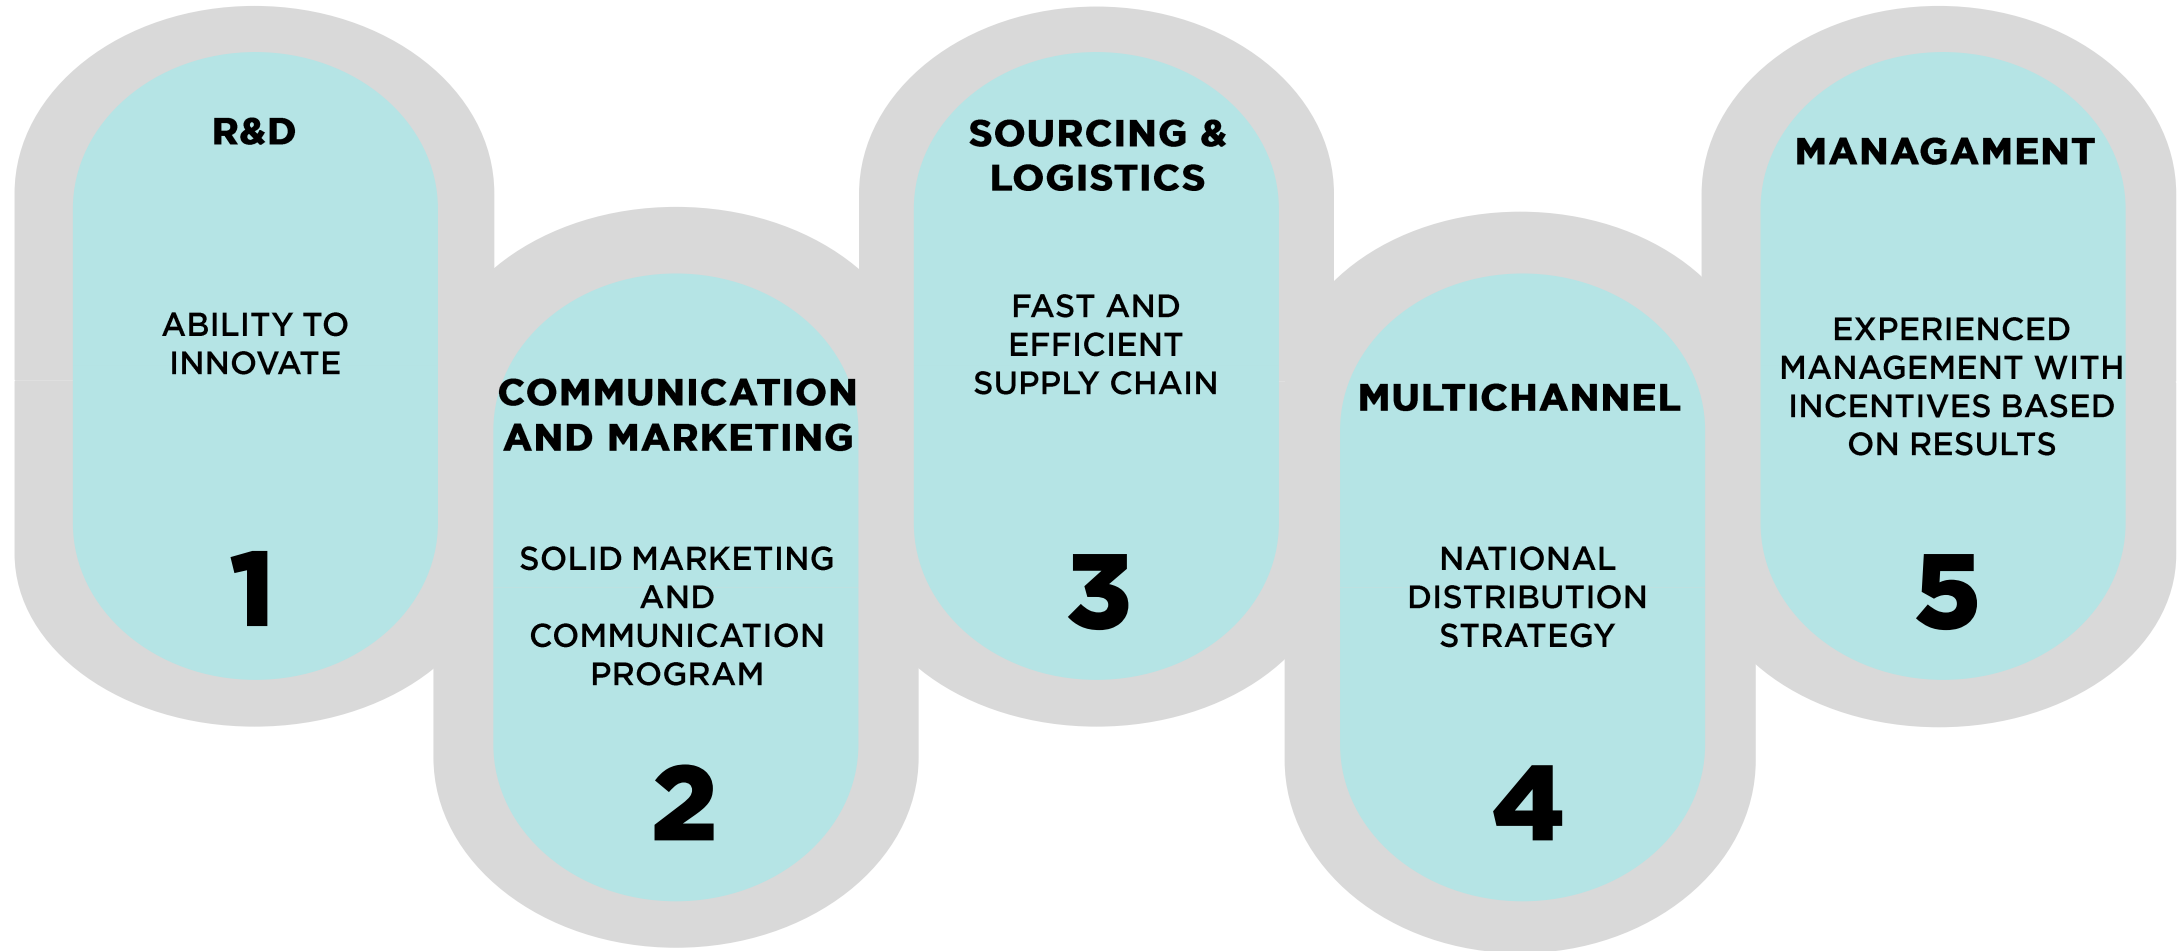 R&D
ABILITY TO
INNOVATE
1
COMMUNICATION
AND MARKETING
SOLID MARKETING
AND
COMMUNICATION
PROGRAM
2
SOURCING &
LOGISTICS
FAST AND
EFFICIENT
SUPPLY CHAIN
3
MULTICHANNEL
NATIONAL
DISTRIBUTION
STRATEGY
4
MANAGAMENT
EXPERIENCED
MANAGEMENT WITH
INCENTIVES BASED
ON RESULTS
5